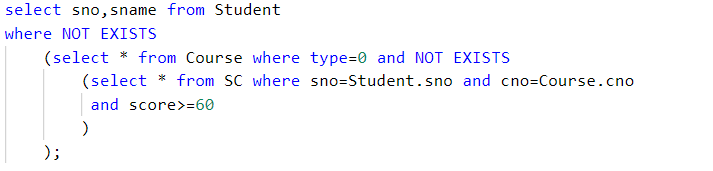 select sno,sname from Student
where NOT EXISTS
(select * from Course where type=0 and NOT EXISTS
(select * from SC where sno=Student.sno and cno=Course.cno
and score>=60
)
);